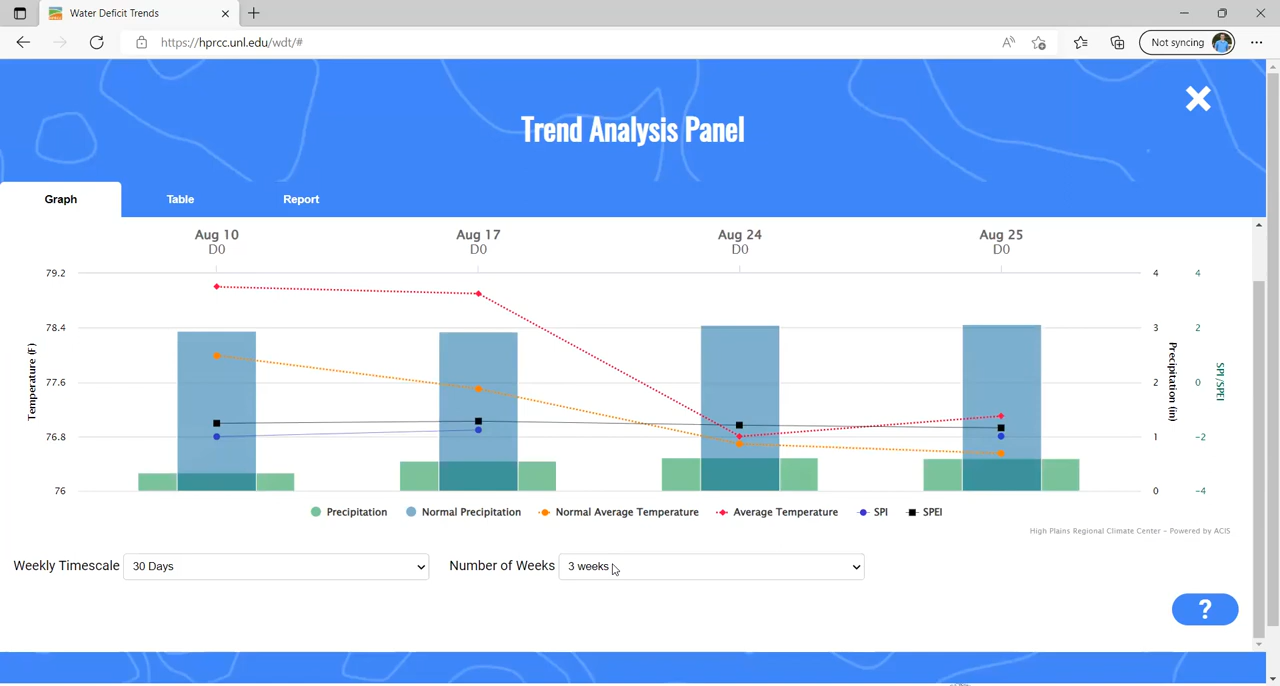 Water Deficit Trends
https://hprcc.unl.edu/wdt/#
Not syncing
Trend Analysis Panel
Graph Table Report
Aug 10 Aug 17 Aug 24 Aug 25
D0 D0 D0 D0
79.2 4 4
78.4 3 2
77.6 2 0
76.8 1 −2
76 0 −4
Temperature (F)
Precipitation (in)
SPI/SPEI
Precipitation Normal Precipitation Normal Average Temperature Average Temperature SPI SPEI
High Plains Regional Climate Center - Powered by ACIS
Weekly Timescale 30 Days Number of Weeks 3 weeks
?